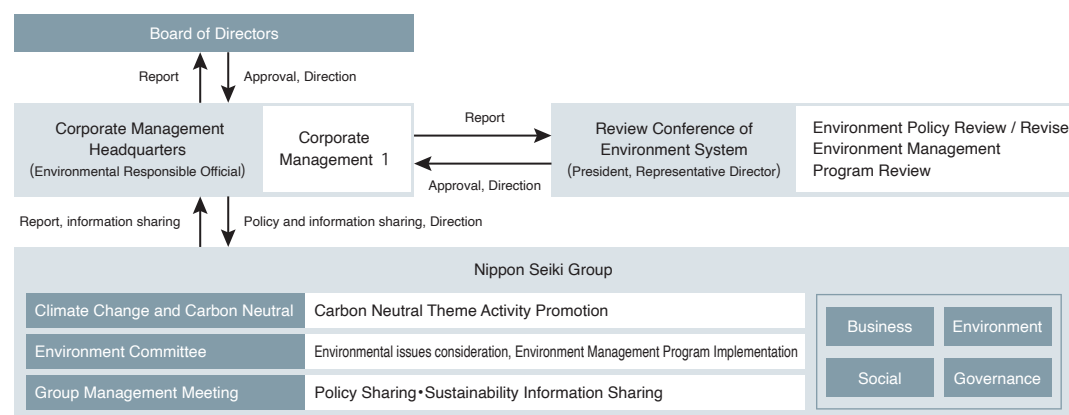 Board of Directors
Report
Approval, Direction
Corporate Management
Headquarters
(Environmental Responsible Official)
Corporate
Management 1
Report
Approval, Direction
Review Conference of
Environment System
(President, Representative Director)
Environment Policy Review / Revise
Environment Management
Program Review
Report, information sharing
Policy and information sharing, Direction
Nippon Seiki Group
Climate Change and Carbon Neutral
Carbon Neutral Theme Activity Promotion
Environment Committee
Environmental issues consideration, Environment Management Program Implementation
Group Management Meeting
Policy Sharing・Sustainability Information Sharing
Business
Environment
Social
Governance